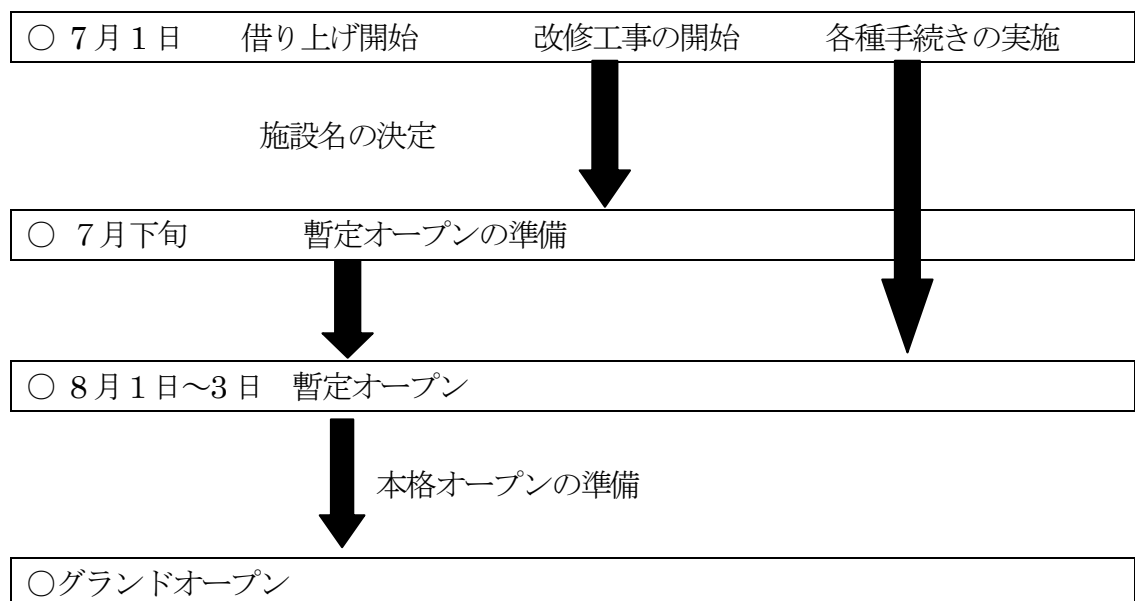 ○ 7月1日　借り上げ開始　改修工事の開始　各種手続きの実施
施設名の決定
○ 7月下旬　暫定オープンの準備
○ 8月1日～3日　暫定オープン
本格オープンの準備
○グランドオープン